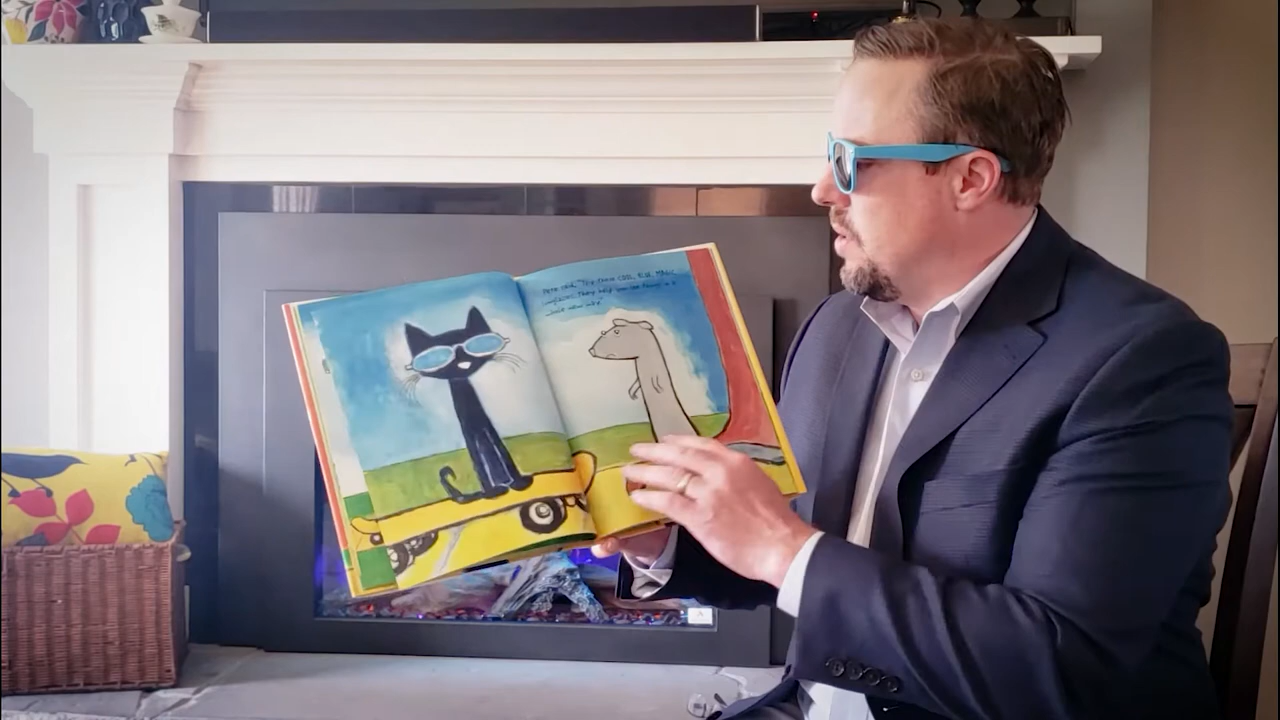 Pete said, "Try these COOL, BLUE, MAGIC
sunglasses. They help you see things in a
whole new way."